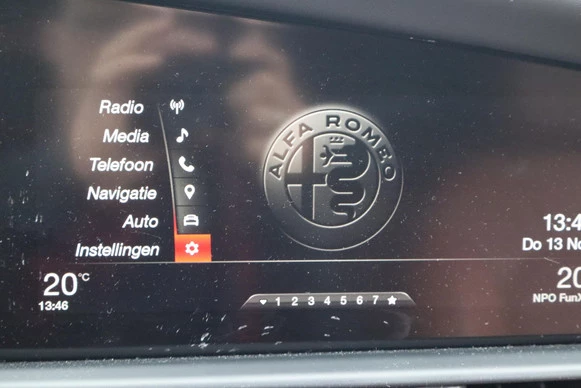 Radio
Media
Telefoon
Navigatie
Auto
Instellingen
ALFA ROMEO
13:4
Do 13 No
20°C
13:46
1 2 3 4 5 6 7
20
NPO FunX